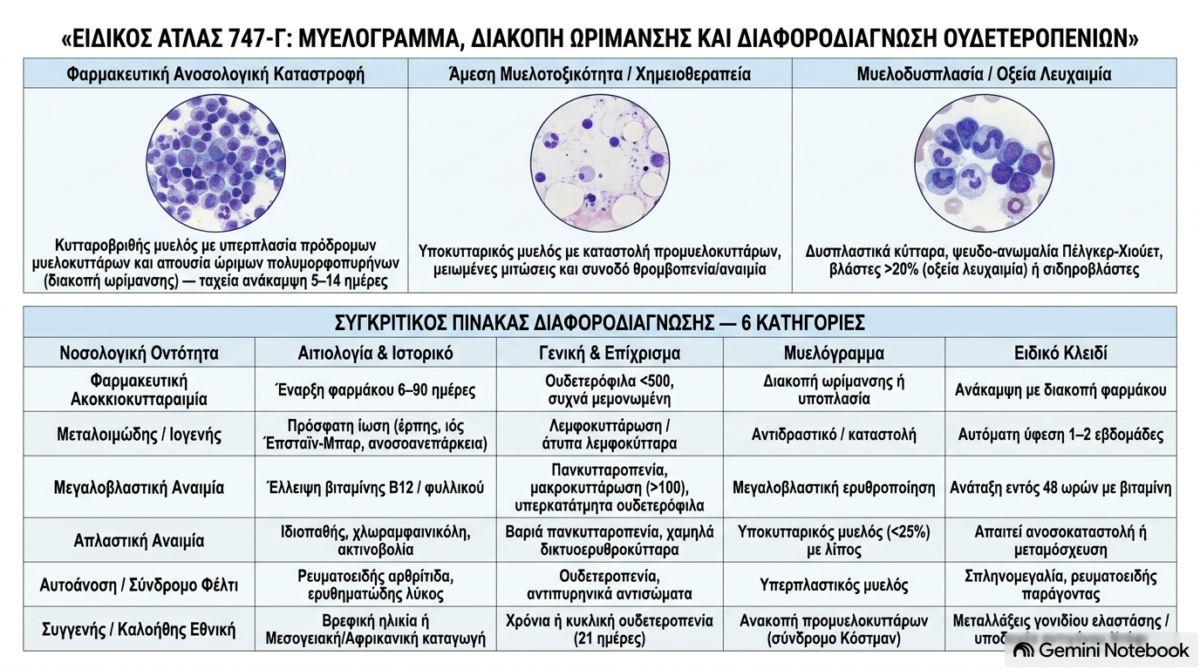 «ΕΙΔΙΚΟΣ ΑΤΛΑΣ 747-Γ: ΜΥΕΛΟΓΡΑΜΜΑ, ΔΙΑΚΟΠΗ ΩΡΙΜΑΝΣΗΣ ΚΑΙ ΔΙΑΦΟΡΟΔΙΑΓΝΩΣΗ ΟΥΔΕΤΕΡΟΠΕΝΙΩΝ»
Φαρμακευτική Ανοσολογική Καταστροφή
Κυτταροβριθής μυελός με υπερπλασία πρόδρομων
μυελοκυττάρων και απουσία ώριμων πολυμορφοπυρήνων
(διακοπή ωρίμανσης) — ταχεία ανάκαμψη 5–14 ημέρες
Άμεση Μυελοτοξικότητα / Χημειοθεραπεία
Υποκυτταρικός μυελός με καταστολή προμυελοκυττάρων,
μειωμένες μιτώσεις και συνοδό θρομβοπενία/αναιμία
Μυελοδυσπλασία / Οξεία Λευχαιμία
Δυσπλαστικά κύτταρα, ψευδο-ανωμαλία Πέλγκερ-Χιούετ,
βλάστες >20% (οξεία λευχαιμία) ή σιδηροβλάστες
ΣΥΓΚΡΙΤΙΚΟΣ ΠΙΝΑΚΑΣ ΔΙΑΦΟΡΟΔΙΑΓΝΩΣΗΣ — 6 ΚΑΤΗΓΟΡΙΕΣ
Νοσολογική Οντότητα
Αιτιολογία & Ιστορικό
Γενική & Επίχρισμα
Μυελόγραμμα
Ειδικό Κλειδί
Φαρμακευτική
Ακοκκιοκυτταραιμία
Έναρξη φαρμάκου 6–90 ημέρες
Ουδετερόφιλα <500,
συχνά μεμονωμένη
Διακοπή ωρίμανσης ή
υποπλασία
Ανάκαμψη με διακοπή φαρμάκου
Μεταλοιμώδης / Ιογενής
Πρόσφατη ίωση (έρπης, ιός
Έπσταϊν-Μπαρ, ανοσοανεπάρκεια)
Λεμφοκυττάρωση /
άτυπα λεμφοκύτταρα
Αντιδραστικό / καταστολή
Αυτόματη ύφεση 1–2 εβδομάδες
Μεγαλοβλαστική Αναιμία
Έλλειψη βιταμίνης Β12 / φυλλικού
Πανκυτταροπενία,
μακροκυττάρωση (>100),
υπερκατάτμητα ουδετερόφιλα
Μεγαλοβλαστική ερυθροποίηση
Ανάταξη εντός 48 ωρών με βιταμίνη
Απλαστική Αναιμία
Ιδιοπαθής, χλωραμφαινικόλη,
ακτινοβολία
Βαριά πανκυτταροπενία, χαμηλά
δικτυοερυθροκύτταρα
Υποκυτταρικός μυελός (<25%)
με λίπος
Απαιτεί ανοσοκαταστολή ή
μεταμόσχευση
Αυτοάνοση / Σύνδρομο Φέλτι
Ρευματοειδής αρθρίτιδα,
ερυθηματώδης λύκος
Ουδετεροπενία,
αντιπυρηνικά αντισώματα
Υπερπλαστικός μυελός
Σπληνομεγαλία, ρευματοειδής
παράγοντας
Συγγενής / Καλοήθης Εθνική
Βρεφική ηλικία ή
Μεσογειακή/Αφρικανική καταγωγή
Χρόνια ή κυκλική ουδετεροπενία
(21 ημέρες)
Ανακοπή προμυελοκυττάρων
(σύνδρομο Κόστμαν)
Μεταλλάξεις γονιδίου ελαστάσης /
Gemini Notebook